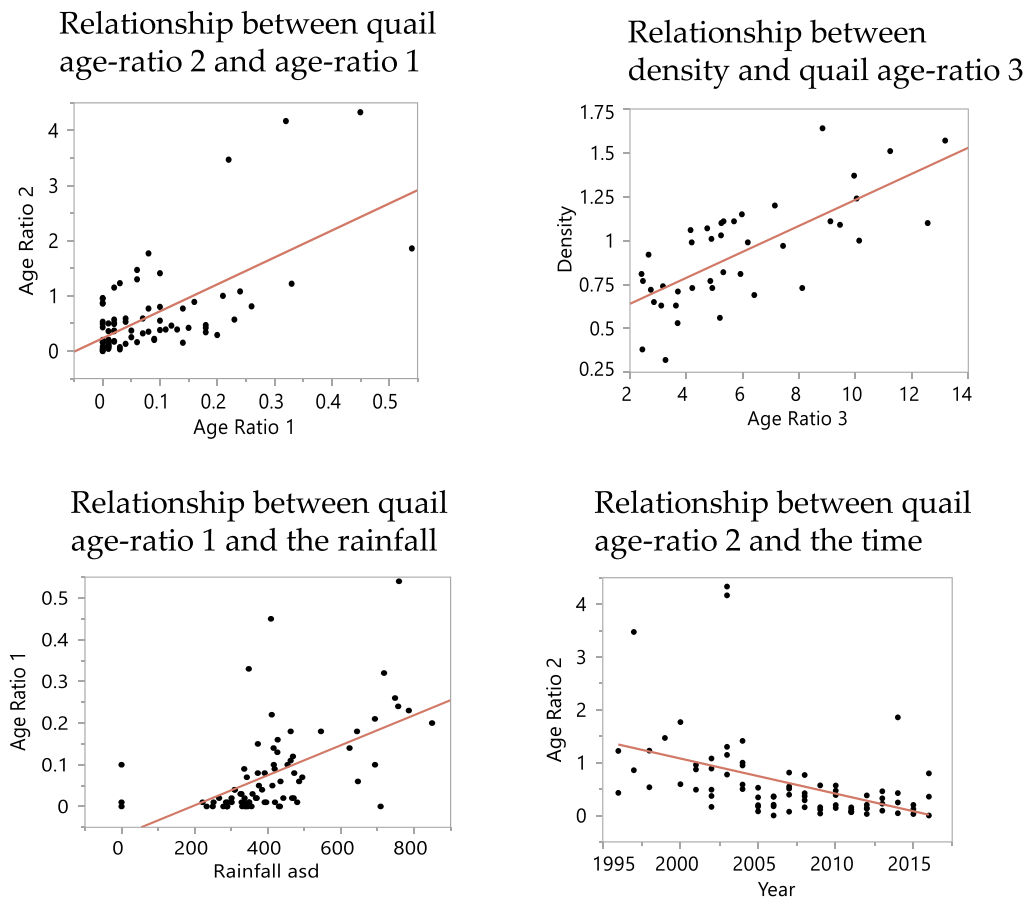 Relationship between quail
age-ratio 2 and age-ratio 1
Age Ratio 2
4
3
2
1
0
0
0.1
0.2
0.3
0.4
0.5
Age Ratio 1
Relationship between
density and quail age-ratio 3
Density
1.75
1.5
1.25
1
0.75
0.5
0.25
2
4
6
8
10
12
14
Age Ratio 3
Relationship between quail
age-ratio 1 and the rainfall
Age Ratio 1
0.5
0.4
0.3
0.2
0.1
0
0
200
400
600
800
Rainfall asd
Relationship between quail
age-ratio 2 and the time
Age Ratio 2
4
3
2
1
0
1995
2000
2005
2010
2015
Year